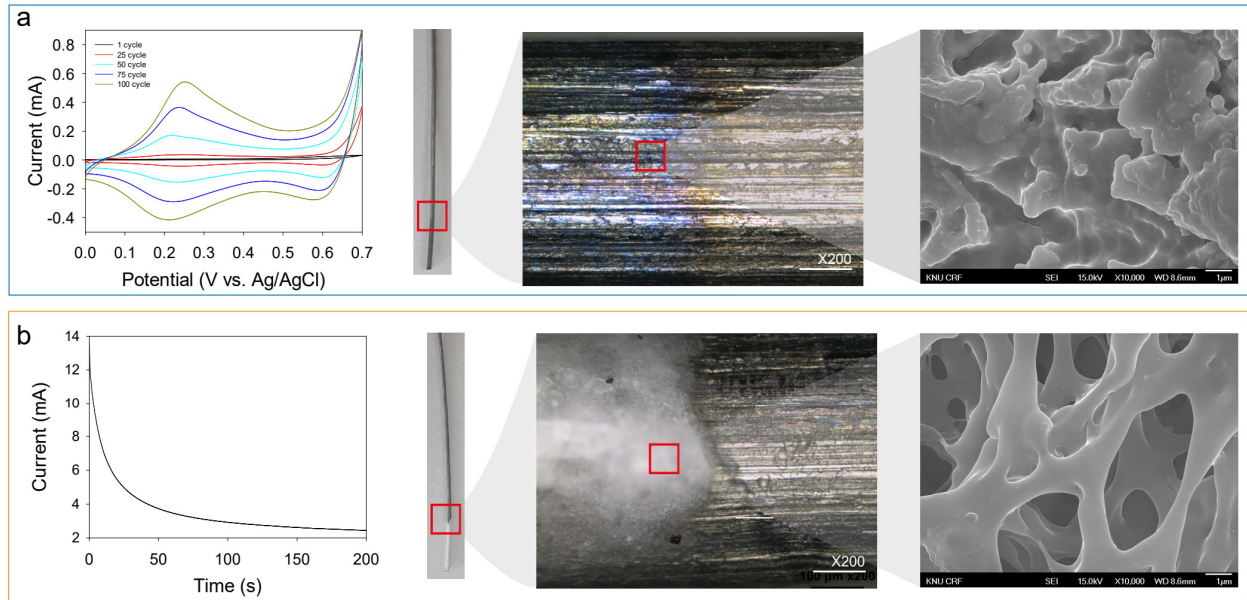 a
1 cycle
25 cycle
50 cycle
75 cycle
100 cycle
0.8
0.6
0.4
0.2
0.0
-0.2
-0.4
Current (mA)
0.0 0.1 0.2 0.3 0.4 0.5 0.6 0.7
Potential (V vs. Ag/AgCl)
X200
KNU CRF SEI 15.0kV X10,000 WD 8.6mm 1μm
b
14
12
10
8
6
4
2
Current (mA)
0 50 100 150 200
Time (s)
X200
100 μm x200
KNU CRF SEI 15.0kV X10,000 WD 8.6mm 1μm